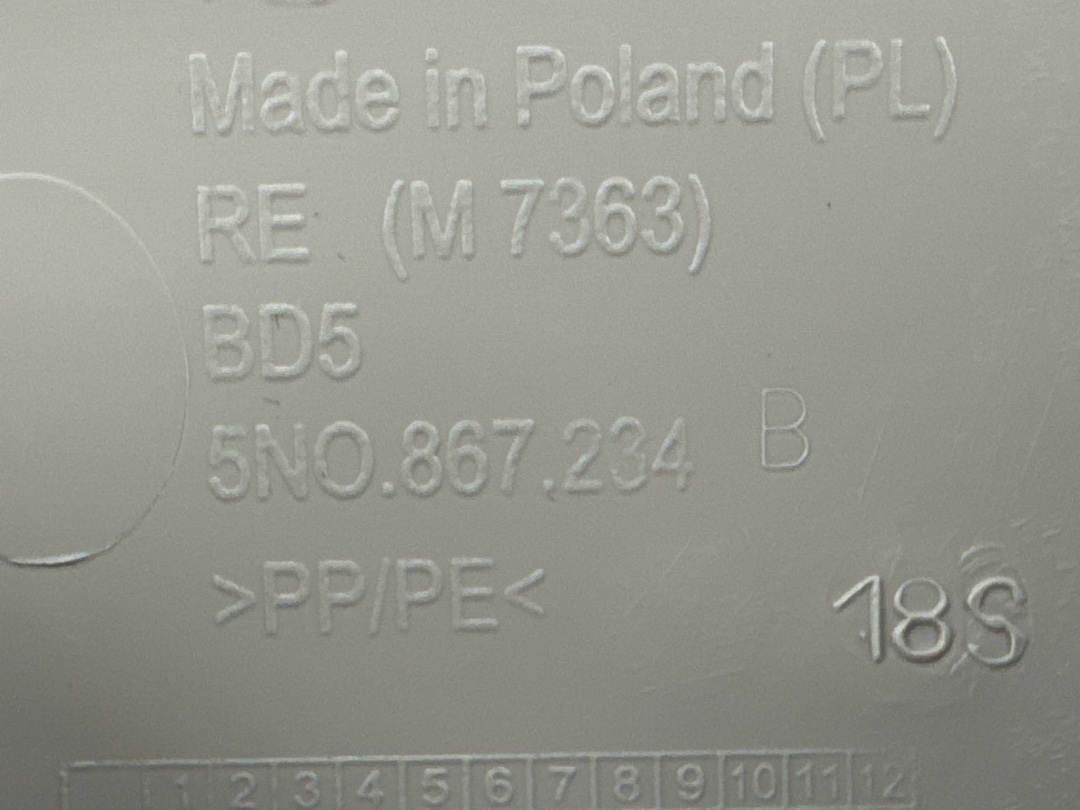 Made in Poland (PL)
RE (M 7363)
BD5
5NO.867.234 B
>PP/PE<
18S
1 2 3 4 5 6 7 8 9 10 11 12